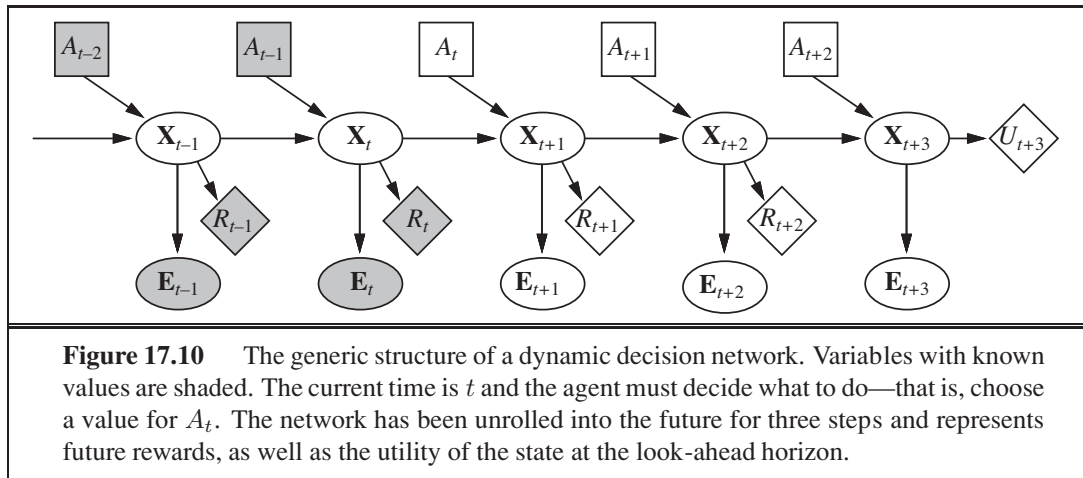 A_{t–2} A_{t–1} A_t A_{t+1} A_{t+2}
X_{t–1} X_t X_{t+1} X_{t+2} X_{t+3} U_{t+3}
R_{t–1} R_t R_{t+1} R_{t+2}
E_{t–1} E_t E_{t+1} E_{t+2} E_{t+3}
Figure 17.10 The generic structure of a dynamic decision network. Variables with known
values are shaded. The current time is t and the agent must decide what to do—that is, choose
a value for A_t. The network has been unrolled into the future for three steps and represents
future rewards, as well as the utility of the state at the look-ahead horizon.